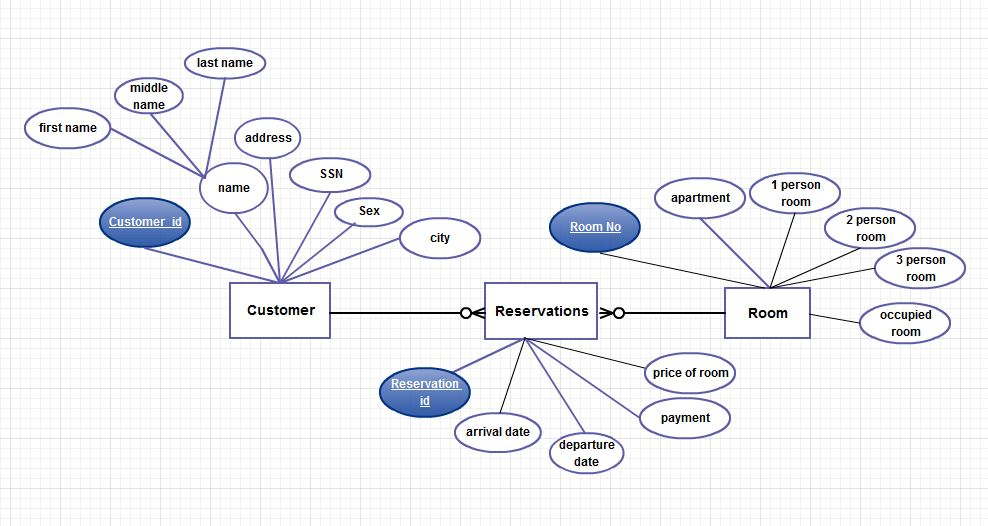 last name
middle
name
first name
address
name
SSN
Sex
Customer_id
city
Customer
Reservations
Room
Room No
apartment
1 person
room
2 person
room
3 person
room
occupied
room
Reservation
id
arrival date
departure
date
payment
price of room